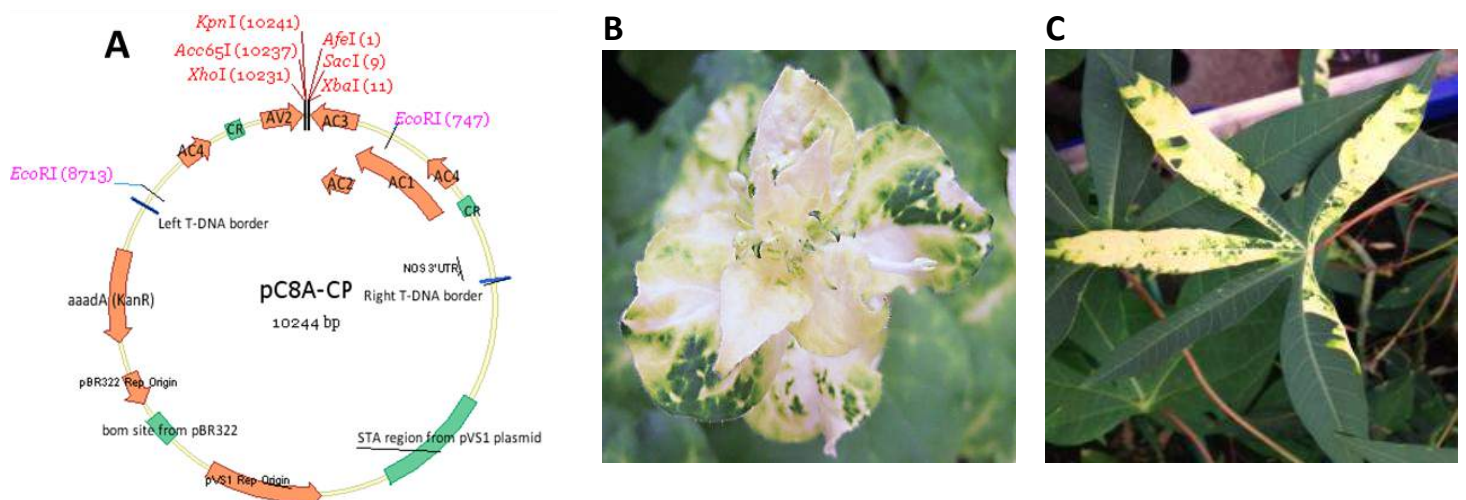 A
B
C
KpnI (10241)
Acc65I (10237)
XhoI (10231)
AfeI (1)
SacI (9)
XbaI (11)
AV2
AC3
CR
AC4
EcoRI (747)
AC4
AC1
AC2
CR
EcoRI (8713)
Left T-DNA border
NOS 3'UTR
Right T-DNA border
pC8A-CP
10244 bp
aaadA (KanR)
pBR322 Rep Origin
bom site from pBR322
STA region from pVS1 plasmid
pVS1 Rep Origin